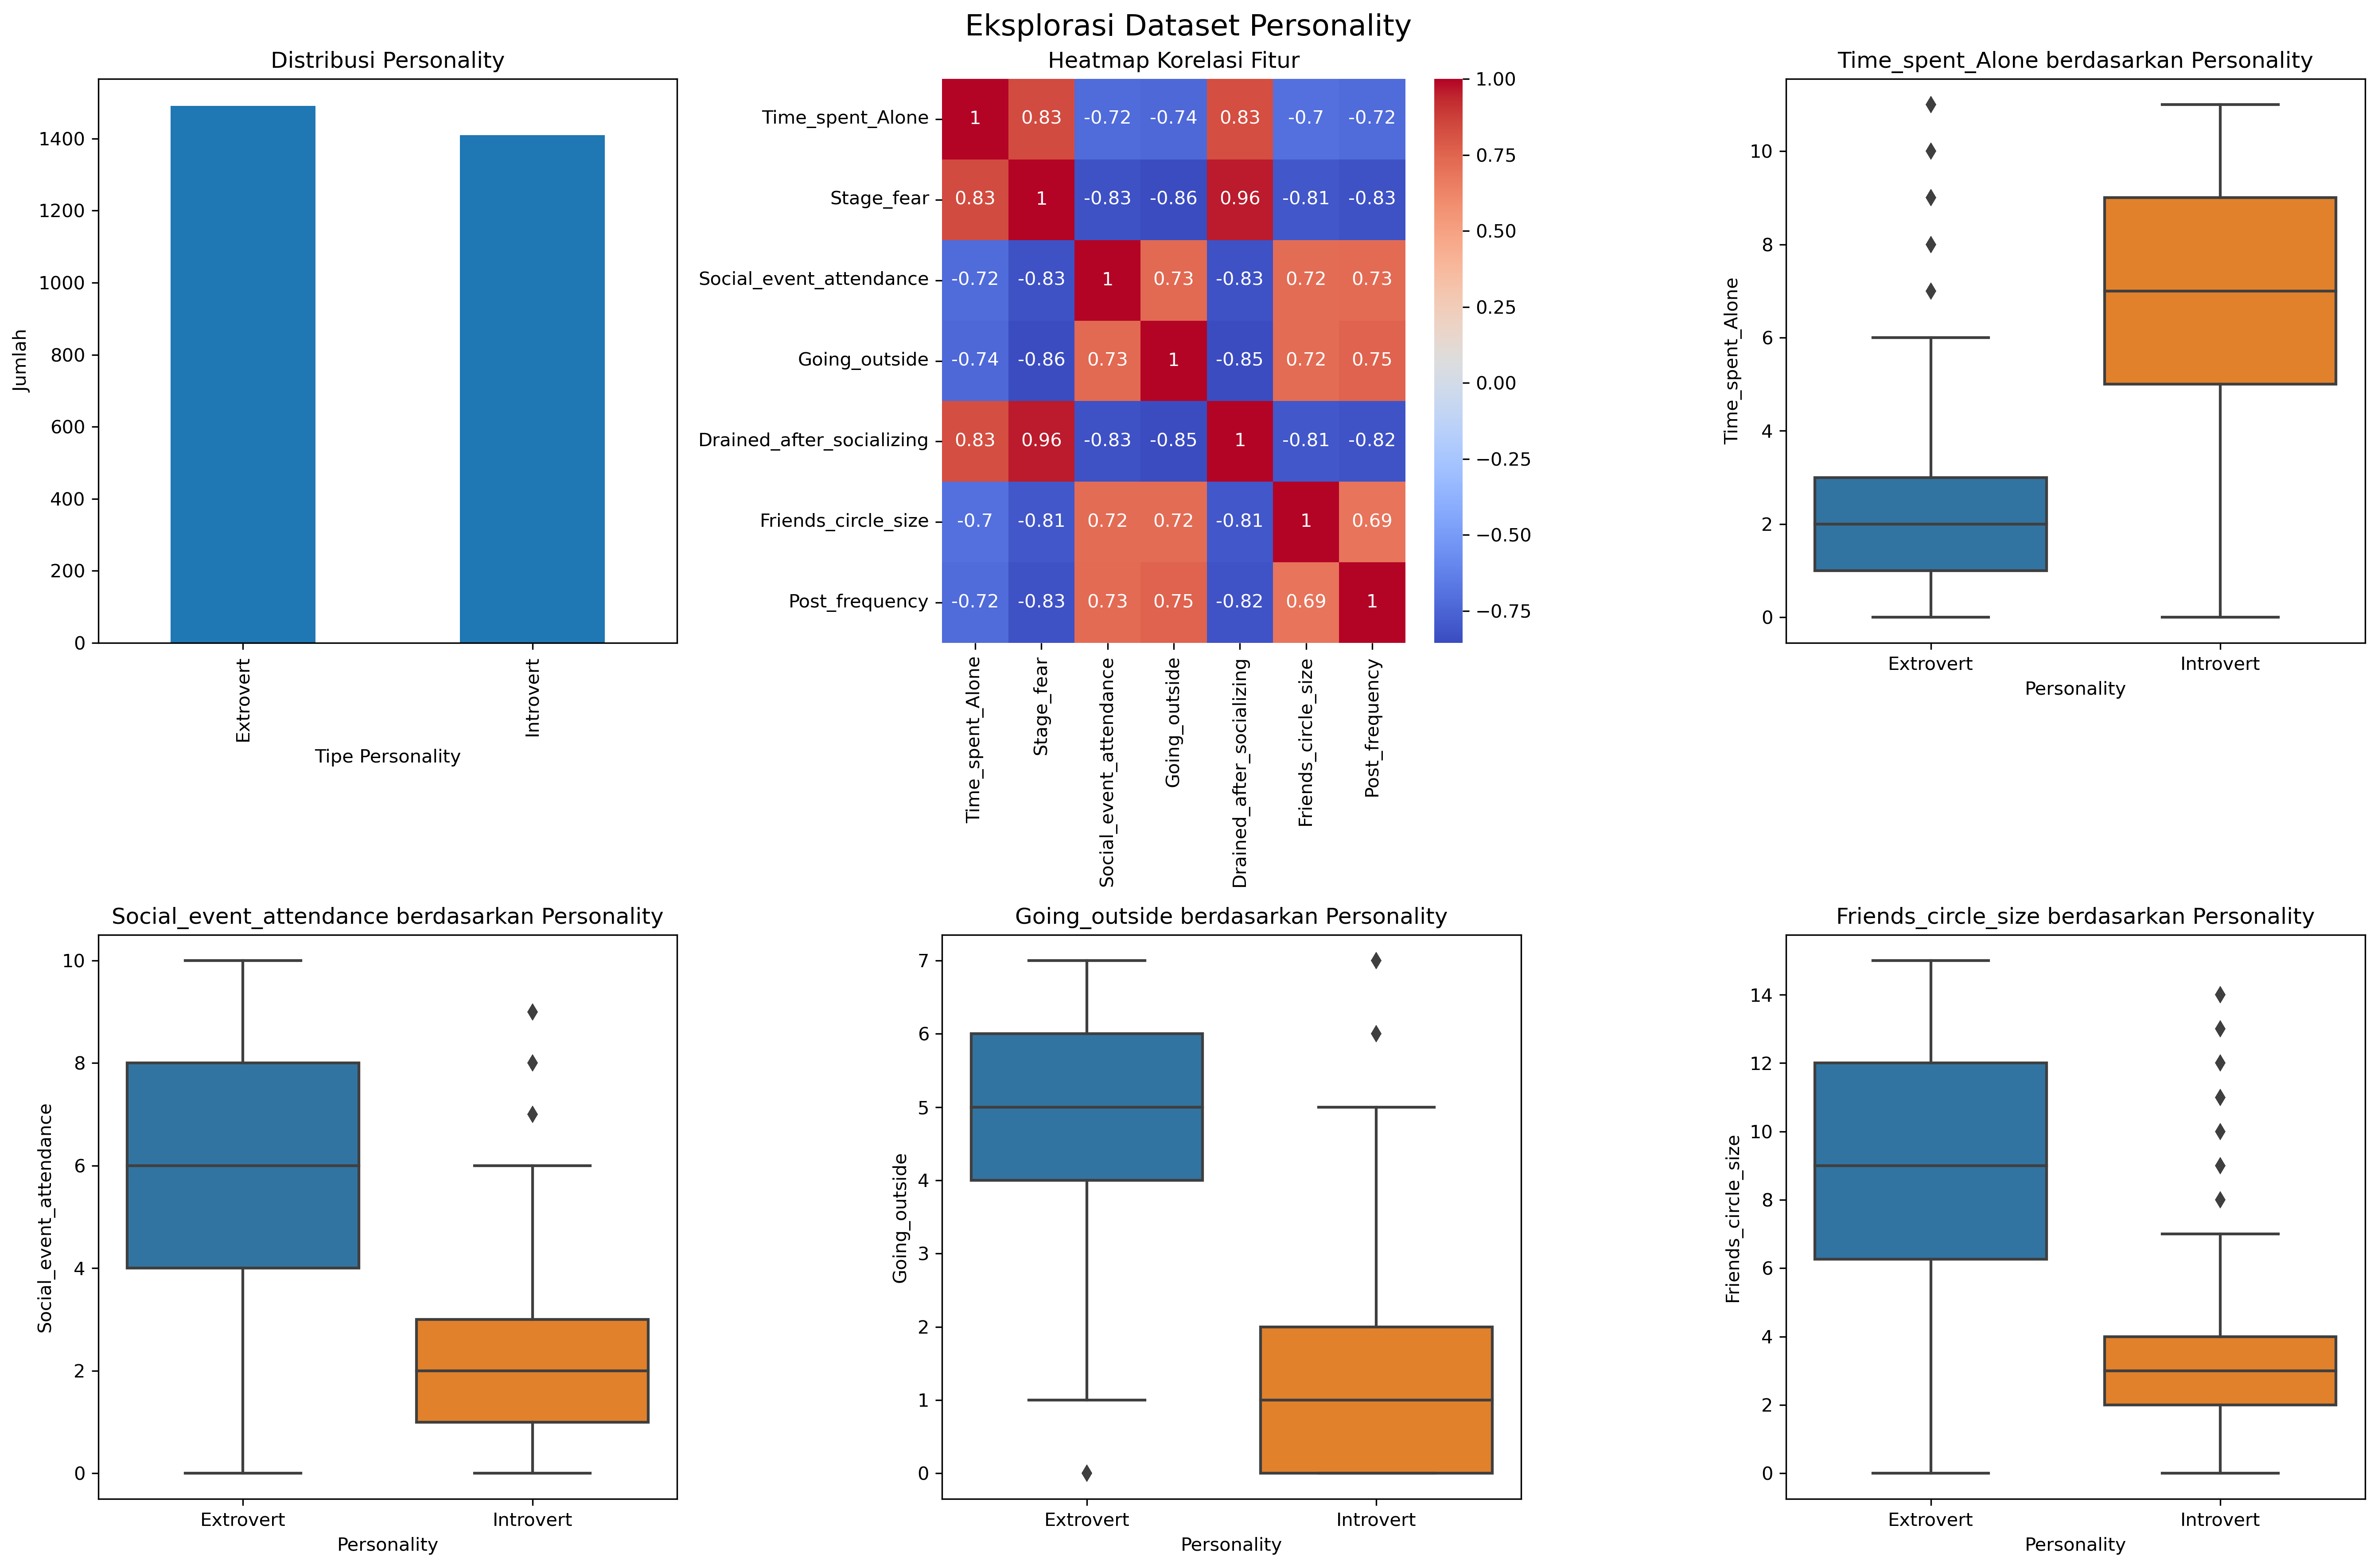 Eksplorasi Dataset Personality
Distribusi Personality
1400
1200
1000
800
600
400
200
0
Jumlah
Extrovert
Introvert
Tipe Personality
Heatmap Korelasi Fitur
Time_spent_Alone 1 0.83 -0.72 -0.74 0.83 -0.7 -0.72
Stage_fear 0.83 1 -0.83 -0.86 0.96 -0.81 -0.83
Social_event_attendance -0.72 -0.83 1 0.73 -0.83 0.72 0.73
Going_outside -0.74 -0.86 0.73 1 -0.85 0.72 0.75
Drained_after_socializing 0.83 0.96 -0.83 -0.85 1 -0.81 -0.82
Friends_circle_size -0.7 -0.81 0.72 0.72 -0.81 1 0.69
Post_frequency -0.72 -0.83 0.73 0.75 -0.82 0.69 1
Time_spent_Alone
Stage_fear
Social_event_attendance
Going_outside
Drained_after_socializing
Friends_circle_size
Post_frequency
1.00
0.75
0.50
0.25
0.00
−0.25
−0.50
−0.75
Time_spent_Alone berdasarkan Personality
10
8
6
4
2
0
Time_spent_Alone
Extrovert Introvert
Personality
Social_event_attendance berdasarkan Personality
10
8
6
4
2
0
Social_event_attendance
Extrovert Introvert
Personality
Going_outside berdasarkan Personality
7
6
5
4
3
2
1
0
Going_outside
Extrovert Introvert
Personality
Friends_circle_size berdasarkan Personality
14
12
10
8
6
4
2
0
Friends_circle_size
Extrovert Introvert
Personality